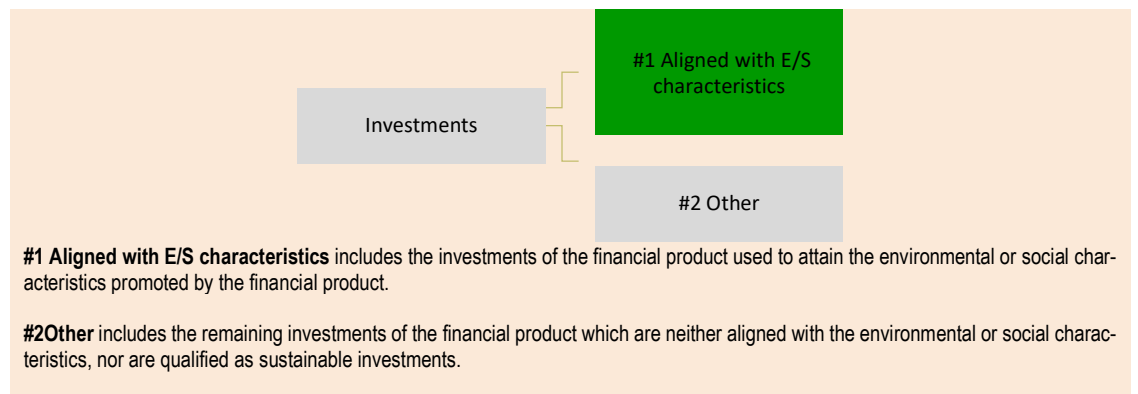 #1 Aligned with E/S
characteristics
Investments
#2 Other
#1 Aligned with E/S characteristics includes the investments of the financial product used to attain the environmental or social char-
acteristics promoted by the financial product.
#2Other includes the remaining investments of the financial product which are neither aligned with the environmental or social charac-
teristics, nor are qualified as sustainable investments.